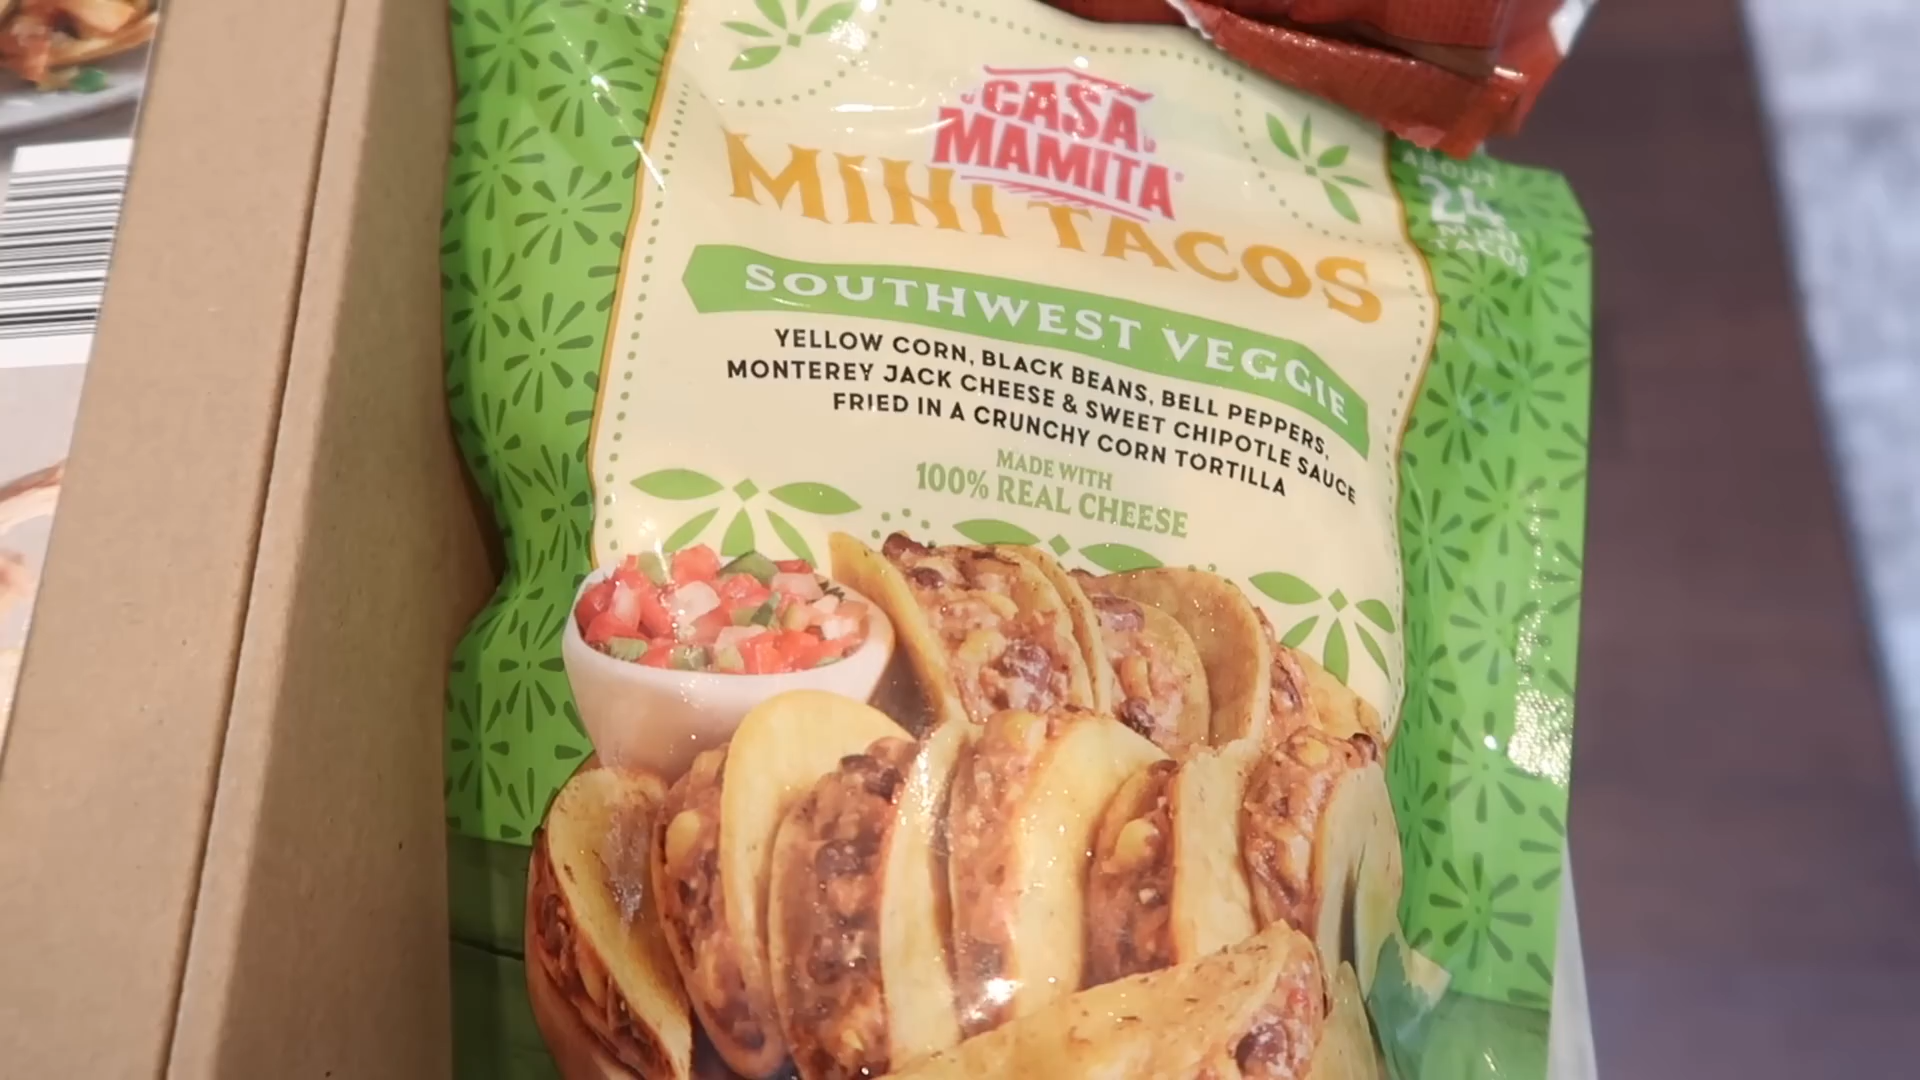 CASA
MAMITA
MINI TACOS
SOUTHWEST VEGGIE
YELLOW CORN, BLACK BEANS, BELL PEPPERS,
MONTEREY JACK CHEESE & SWEET CHIPOTLE SAUCE
FRIED IN A CRUNCHY CORN TORTILLA
MADE WITH
100% REAL CHEESE
ABOUT
24
MINI
TACOS